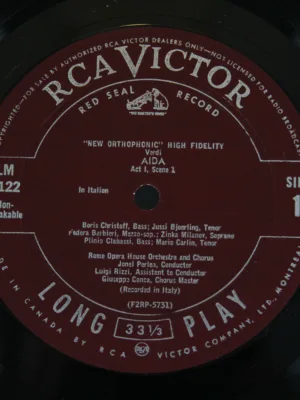 FOR SALE BY AUTHORIZED RCA VICTOR DEALERS ONLY—NOT LICENSED FOR RADIO BROADCAST
RCA VICTOR
RED SEAL RECORD
"HIS MASTER'S VOICE"
"NEW ORTHOPHONIC" HIGH FIDELITY
Verdi
AIDA
Act I, Scene 1
LM
122
Non-
akable
In Italian
SI
1
Boris Christoff, Bass; Jussi Bjoerling, Tenor
Fedora Barbieri, Mezzo-sop.; Zinka Milanov, Soprano
Plinio Clabassi, Bass; Mario Carlin, Tenor
Rome Opera House Orchestra and Chorus
Jonel Perlea, Conductor
Luigi Rizzi, Assistant to Conductor
Giuseppe Conca, Chorus Master
(Recorded in Italy)
(F2RP-5731)
LONG 33 1/3 PLAY
RCA
DE IN CANADA BY RCA VICTOR COMPANY, LTD., MONTREAL